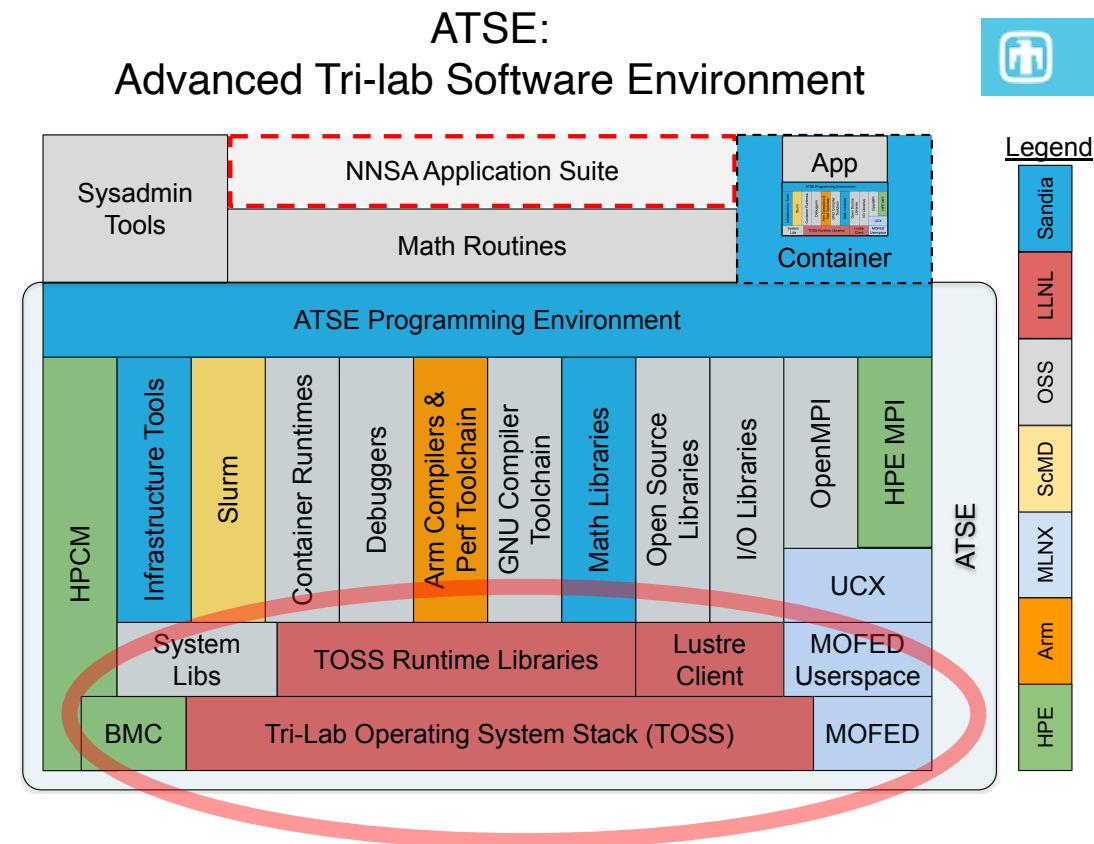 ATSE:
Advanced Tri-lab Software Environment
Sysadmin
Tools
NNSA Application Suite
Math Routines
App
ATSE Programming Environment
Container
ATSE Programming Environment
HPCM
Infrastructure Tools
Slurm
Container Runtimes
Debuggers
Arm Compilers &
Perf Toolchain
GNU Compiler
Toolchain
Math Libraries
Open Source
Libraries
I/O Libraries
OpenMPI
HPE MPI
UCX
System
Libs
TOSS Runtime Libraries
Lustre
Client
MOFED
Userspace
BMC
Tri-Lab Operating System Stack (TOSS)
MOFED
ATSE
Legend
Sandia
LLNL
OSS
ScMD
MLNX
Arm
HPE